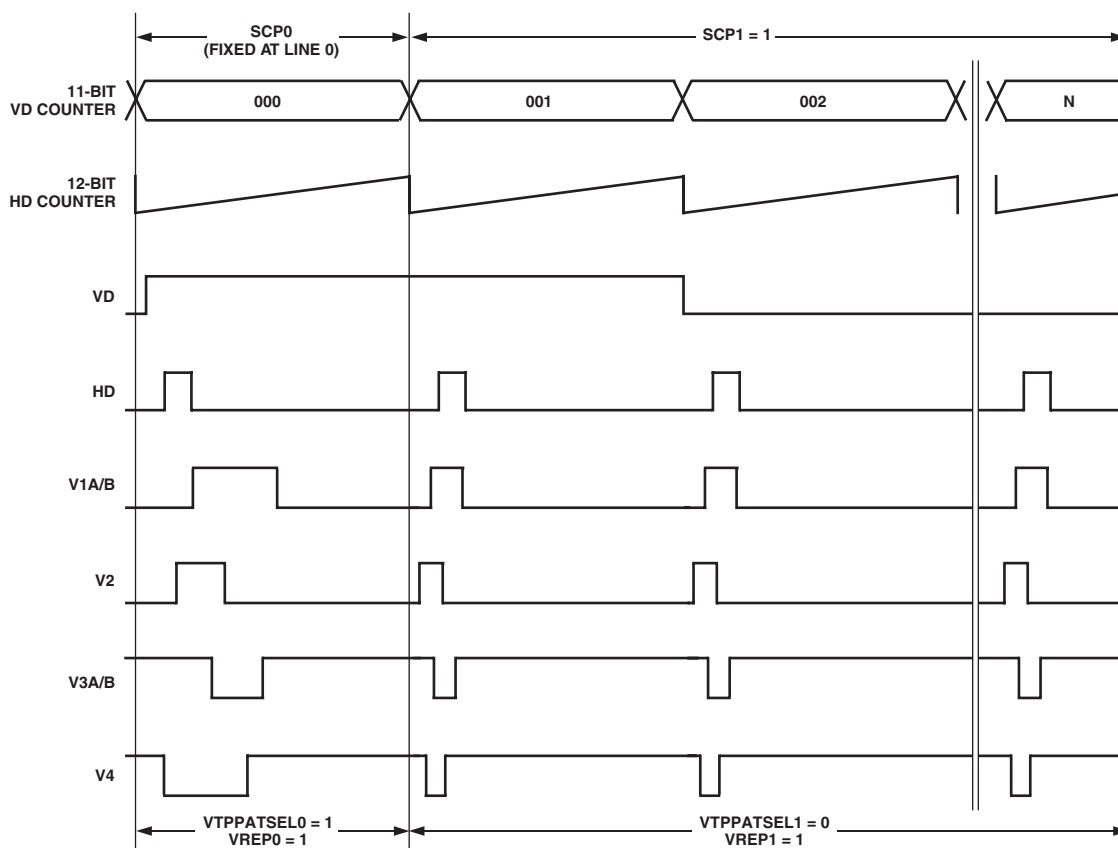 SCP0
(FIXED AT LINE 0)
SCP1 = 1
11-BIT
VD COUNTER
000
001
002
N
12-BIT
HD COUNTER
VD
HD
V1A/B
V2
V3A/B
V4
VTPPATSEL0 = 1
VREP0 = 1
VTPPATSEL1 = 0
VREP1 = 1